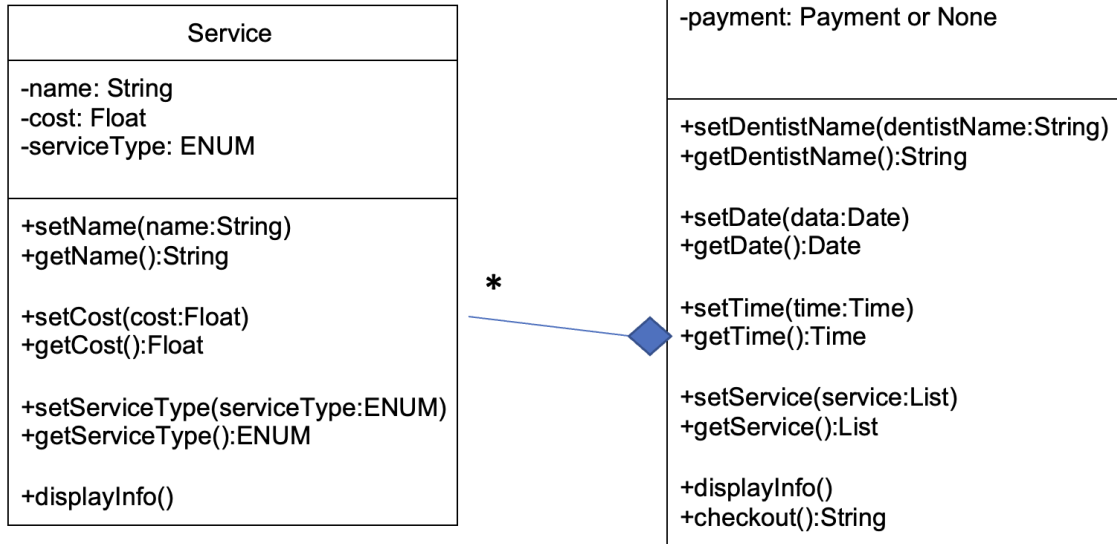 Service
-name: String
-cost: Float
-serviceType: ENUM
+setName(name:String)
+getName():String
+setCost(cost:Float)
+getCost():Float
+setServiceType(serviceType:ENUM)
+getServiceType():ENUM
+displayInfo()
*
-payment: Payment or None
+setDentistName(dentistName:String)
+getDentistName():String
+setDate(data:Date)
+getDate():Date
+setTime(time:Time)
+getTime():Time
+setService(service:List)
+getService():List
+displayInfo()
+checkout():String